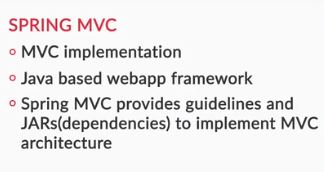 SPRING MVC
MVC implementation
Java based webapp framework
Spring MVC provides guidelines and
JARs(dependencies) to implement MVC
architecture